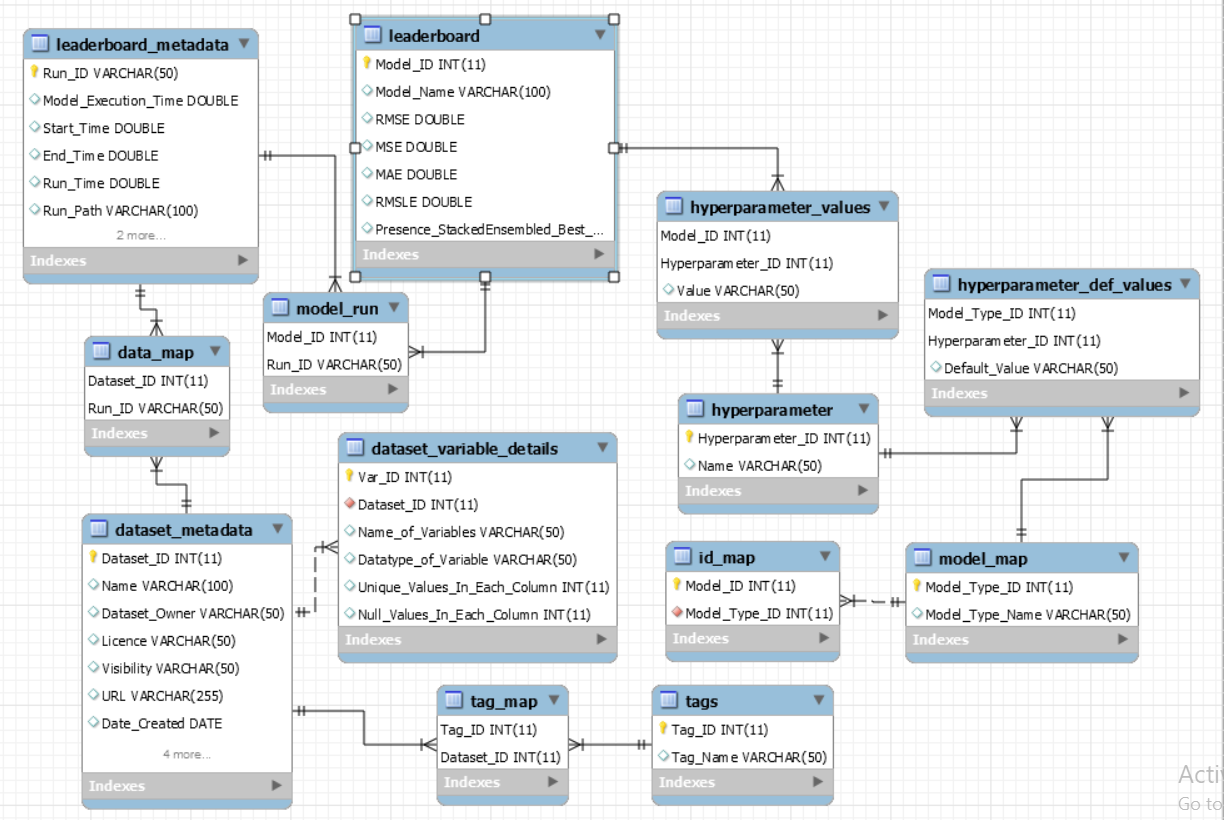 leaderboard_metadata
Run_ID VARCHAR(50)
Model_Execution_Time DOUBLE
Start_Time DOUBLE
End_Time DOUBLE
Run_Time DOUBLE
Run_Path VARCHAR(100)
2 more...
Indexes
leaderboard
Model_ID INT(11)
Model_Name VARCHAR(100)
RMSE DOUBLE
MSE DOUBLE
MAE DOUBLE
RMSLE DOUBLE
Presence_StackedEnsembled_Best_...
Indexes
hyperparameter_values
Model_ID INT(11)
Hyperparameter_ID INT(11)
Value VARCHAR(50)
Indexes
hyperparameter_def_values
Model_Type_ID INT(11)
Hyperparameter_ID INT(11)
Default_Value VARCHAR(50)
Indexes
model_run
Model_ID INT(11)
Run_ID VARCHAR(50)
Indexes
data_map
Dataset_ID INT(11)
Run_ID VARCHAR(50)
Indexes
hyperparameter
Hyperparameter_ID INT(11)
Name VARCHAR(50)
Indexes
dataset_variable_details
Var_ID INT(11)
Dataset_ID INT(11)
Name_of_Variables VARCHAR(50)
Datatype_of_Variable VARCHAR(50)
Unique_Values_In_Each_Column INT(11)
Null_Values_In_Each_Column INT(11)
Indexes
dataset_metadata
Dataset_ID INT(11)
Name VARCHAR(100)
Dataset_Owner VARCHAR(50)
Licence VARCHAR(50)
Visibility VARCHAR(50)
URL VARCHAR(255)
Date_Created DATE
4 more...
Indexes
id_map
Model_ID INT(11)
Model_Type_ID INT(11)
Indexes
model_map
Model_Type_ID INT(11)
Model_Type_Name VARCHAR(50)
Indexes
tag_map
Tag_ID INT(11)
Dataset_ID INT(11)
Indexes
tags
Tag_ID INT(11)
Tag_Name VARCHAR(50)
Indexes
Go to